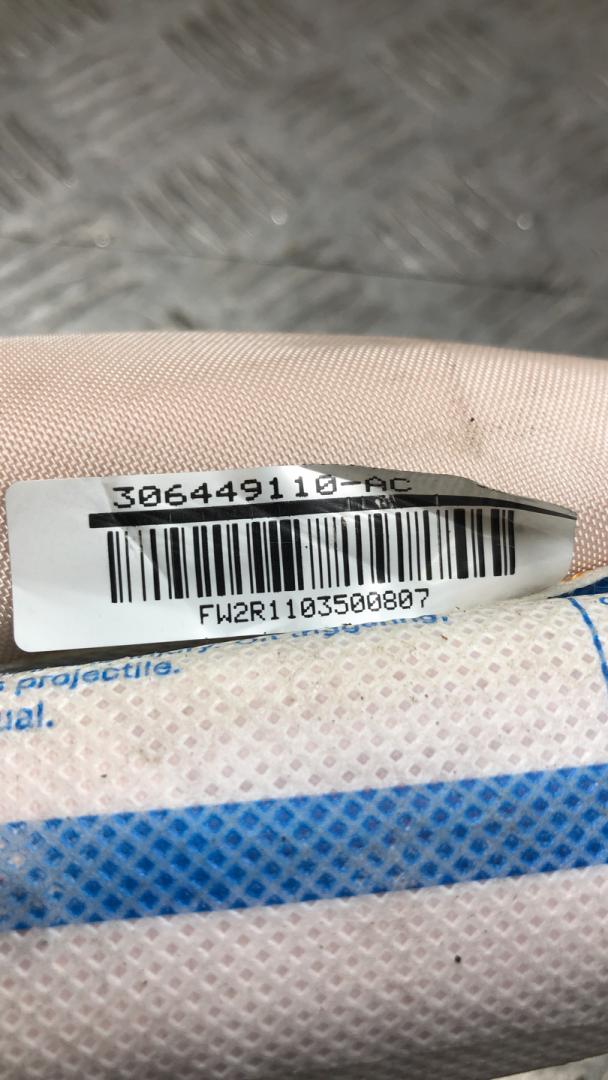 306449110-AC
FW2R1103500807
projectile.
ual.